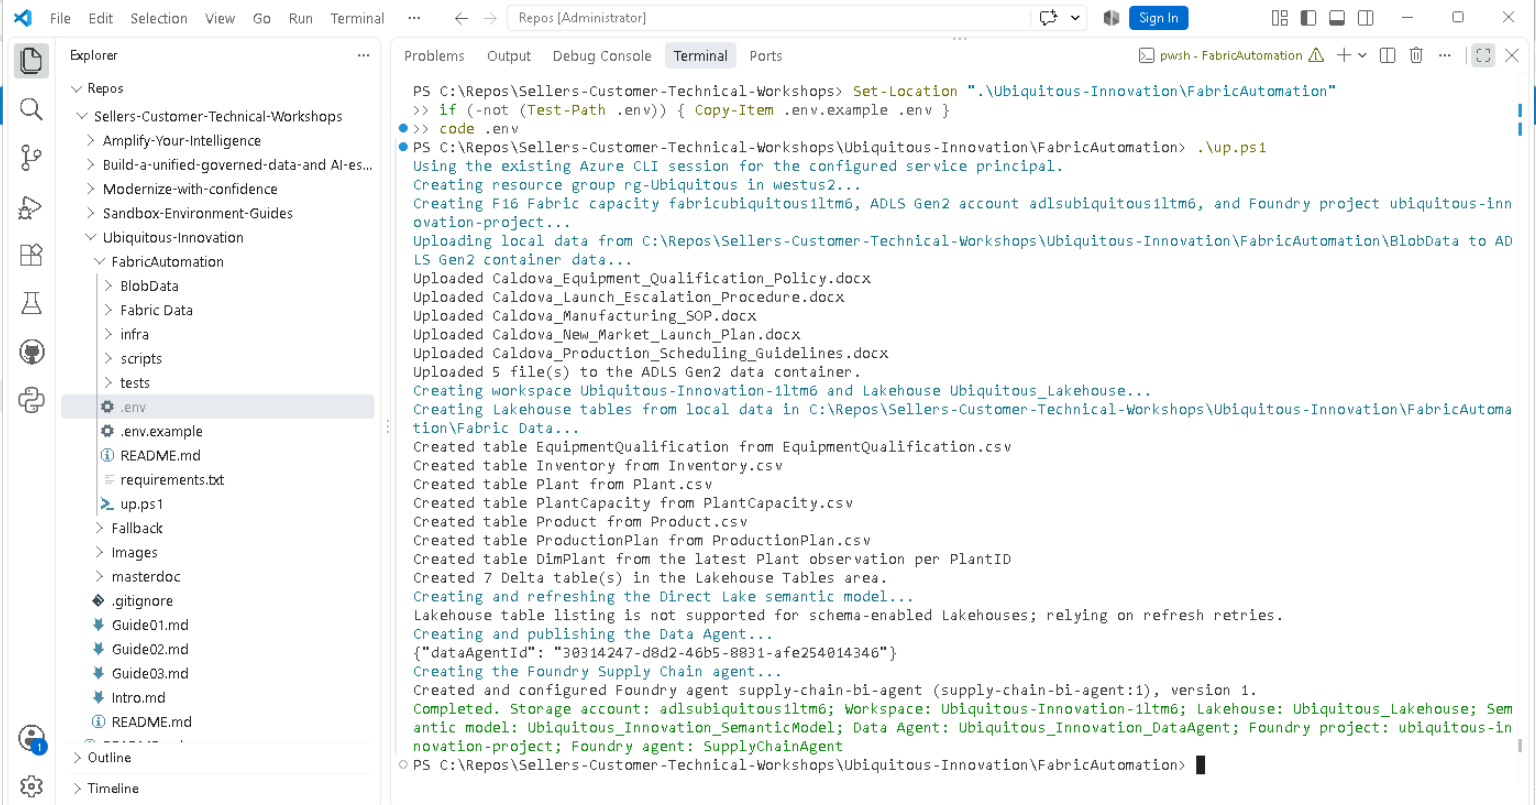 File Edit Selection View Go Run Terminal ··· Repos [Administrator] Sign In
Explorer ···
Repos
Sellers-Customer-Technical-Workshops
Amplify-Your-Intelligence
Build-a-unified-governed-data-and AI-es...
Modernize-with-confidence
Sandbox-Environment-Guides
Ubiquitous-Innovation
FabricAutomation
BlobData
Fabric Data
infra
scripts
tests
.env
.env.example
README.md
requirements.txt
up.ps1
Fallback
Images
masterdoc
.gitignore
Guide01.md
Guide02.md
Guide03.md
Intro.md
README.md
Outline
Timeline
1
Problems Output Debug Console Terminal Ports pwsh - FabricAutomation ···
PS C:\Repos\Sellers-Customer-Technical-Workshops> Set-Location ".\Ubiquitous-Innovation\FabricAutomation"
>> if (-not (Test-Path .env)) { Copy-Item .env.example .env }
>> code .env
PS C:\Repos\Sellers-Customer-Technical-Workshops\Ubiquitous-Innovation\FabricAutomation> .\up.ps1
Using the existing Azure CLI session for the configured service principal.
Creating resource group rg-Ubiquitous in westus2...
Creating F16 Fabric capacity fabricubiquitous1ltm6, ADLS Gen2 account adlsubiquitous1ltm6, and Foundry project ubiquitous-inn
ovation-project...
Uploading local data from C:\Repos\Sellers-Customer-Technical-Workshops\Ubiquitous-Innovation\FabricAutomation\BlobData to AD
LS Gen2 container data...
Uploaded Caldova_Equipment_Qualification_Policy.docx
Uploaded Caldova_Launch_Escalation_Procedure.docx
Uploaded Caldova_Manufacturing_SOP.docx
Uploaded Caldova_New_Market_Launch_Plan.docx
Uploaded Caldova_Production_Scheduling_Guidelines.docx
Uploaded 5 file(s) to the ADLS Gen2 data container.
Creating workspace Ubiquitous-Innovation-1ltm6 and Lakehouse Ubiquitous_Lakehouse...
Creating Lakehouse tables from local data in C:\Repos\Sellers-Customer-Technical-Workshops\Ubiquitous-Innovation\FabricAutoma
tion\Fabric Data...
Created table EquipmentQualification from EquipmentQualification.csv
Created table Inventory from Inventory.csv
Created table Plant from Plant.csv
Created table PlantCapacity from PlantCapacity.csv
Created table Product from Product.csv
Created table ProductionPlan from ProductionPlan.csv
Created table DimPlant from the latest Plant observation per PlantID
Created 7 Delta table(s) in the Lakehouse Tables area.
Creating and refreshing the Direct Lake semantic model...
Lakehouse table listing is not supported for schema-enabled Lakehouses; relying on refresh retries.
Creating and publishing the Data Agent...
{"dataAgentId": "30314247-d8d2-46b5-8831-afe254014346"}
Creating the Foundry Supply Chain agent...
Created and configured Foundry agent supply-chain-bi-agent (supply-chain-bi-agent:1), version 1.
Completed. Storage account: adlsubiquitous1ltm6; Workspace: Ubiquitous-Innovation-1ltm6; Lakehouse: Ubiquitous_Lakehouse; Sem
antic model: Ubiquitous_Innovation_SemanticModel; Data Agent: Ubiquitous_Innovation_DataAgent; Foundry project: ubiquitous-in
novation-project; Foundry agent: SupplyChainAgent
PS C:\Repos\Sellers-Customer-Technical-Workshops\Ubiquitous-Innovation\FabricAutomation>